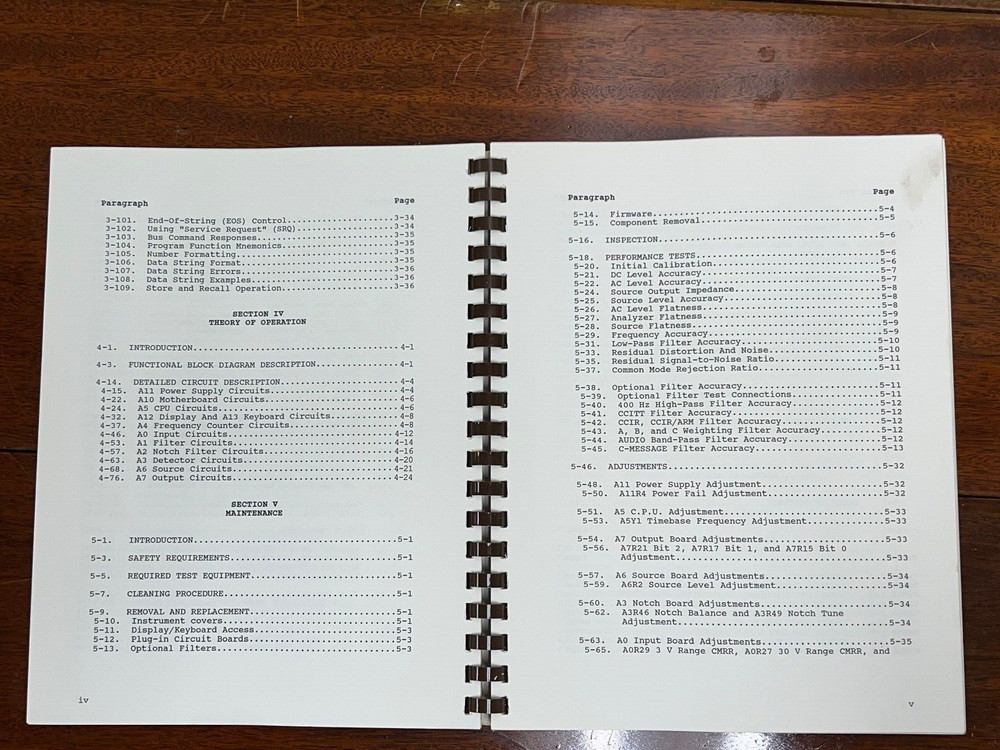 Paragraph Page
3-101. End-Of-String (EOS) Control..................3-34
3-102. Using "Service Request" (SRQ)..................3-34
3-103. Bus Command Responses..................3-35
3-104. Program Function Mnemonics..................3-35
3-105. Number Formatting..................3-35
3-106. Data String Format..................3-35
3-107. Data String Errors..................3-36
3-108. Data String Examples..................3-36
3-109. Store and Recall Operation..................3-36
SECTION IV
THEORY OF OPERATION
4-1. INTRODUCTION..................4-1
4-3. FUNCTIONAL BLOCK DIAGRAM DESCRIPTION..................4-1
4-14. DETAILED CIRCUIT DESCRIPTION..................4-4
4-15. A11 Power Supply Circuits..................4-4
4-22. A10 Motherboard Circuits..................4-6
4-24. A5 CPU Circuits..................4-6
4-32. A12 Display And A13 Keyboard Circuits..................4-8
4-37. A4 Frequency Counter Circuits..................4-8
4-46. A0 Input Circuits..................4-12
4-53. A1 Filter Circuits..................4-14
4-57. A2 Notch Filter Circuits..................4-16
4-63. A3 Detector Circuits..................4-20
4-68. A6 Source Circuits..................4-21
4-76. A7 Output Circuits..................4-24
SECTION V
MAINTENANCE
5-1. INTRODUCTION..................5-1
5-3. SAFETY REQUIREMENTS..................5-1
5-5. REQUIRED TEST EQUIPMENT..................5-1
5-7. CLEANING PROCEDURE..................5-1
5-9. REMOVAL AND REPLACEMENT..................5-1
5-10. Instrument covers..................5-1
5-11. Display/Keyboard Access..................5-3
5-12. Plug-in Circuit Boards..................5-3
5-13. Optional Filters..................5-3
iv
Paragraph Page
5-14. Firmware..................5-4
5-15. Component Removal..................5-5
5-16. INSPECTION..................5-6
5-18. PERFORMANCE TESTS..................5-6
5-20. Initial Calibration..................5-6
5-21. DC Level Accuracy..................5-7
5-22. AC Level Accuracy..................5-7
5-24. Source Output Impedance..................5-8
5-25. Source Level Accuracy..................5-8
5-26. AC Level Flatness..................5-8
5-27. Analyzer Flatness..................5-9
5-28. Source Flatness..................5-9
5-29. Frequency Accuracy..................5-9
5-31. Low-Pass Filter Accuracy..................5-10
5-33. Residual Distortion And Noise..................5-10
5-35. Residual Signal-to-Noise Ratio..................5-11
5-37. Common Mode Rejection Ratio..................5-11
5-38. Optional Filter Accuracy..................5-11
5-39. Optional Filter Test Connections..................5-11
5-40. 400 Hz High-Pass Filter Accuracy..................5-12
5-41. CCITT Filter Accuracy..................5-12
5-42. CCIR, CCIR/ARM Filter Accuracy..................5-12
5-43. A, B, and C Weighting Filter Accuracy..................5-12
5-44. AUDIO Band-Pass Filter Accuracy..................5-12
5-45. C-MESSAGE Filter Accuracy..................5-13
5-46. ADJUSTMENTS..................5-32
5-48. A11 Power Supply Adjustment..................5-32
5-50. A11R4 Power Fail Adjustment..................5-32
5-51. A5 C.P.U. Adjustment..................5-33
5-53. A5Y1 Timebase Frequency Adjustment..................5-33
5-54. A7 Output Board Adjustments..................5-33
5-56. A7R21 Bit 2, A7R17 Bit 1, and A7R15 Bit 0
Adjustment..................5-33
5-57. A6 Source Board Adjustments..................5-34
5-59. A6R2 Source Level Adjustment..................5-34
5-60. A3 Notch Board Adjustments..................5-34
5-62. A3R46 Notch Balance and A3R49 Notch Tune
Adjustment..................5-34
5-63. A0 Input Board Adjustments..................5-35
5-65. A0R29 3 V Range CMRR, A0R27 30 V Range CMRR, and
v